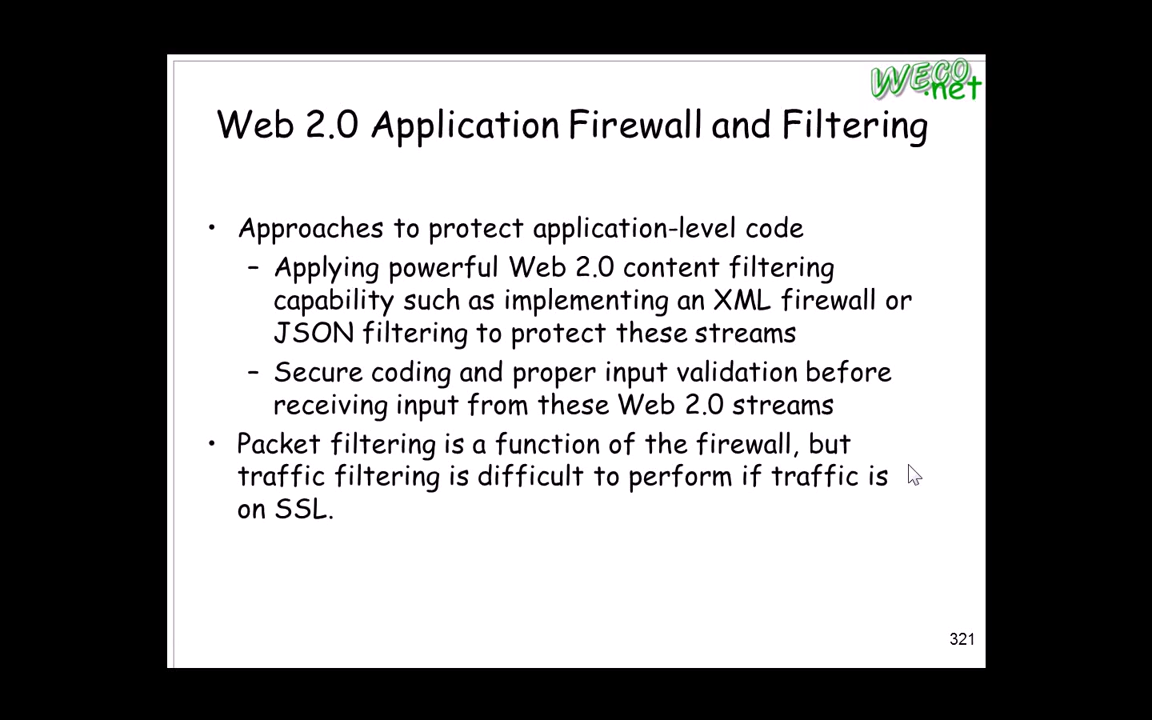 WECO
.net
Web 2.0 Application Firewall and Filtering
• Approaches to protect application-level code
– Applying powerful Web 2.0 content filtering
capability such as implementing an XML firewall or
JSON filtering to protect these streams
– Secure coding and proper input validation before
receiving input from these Web 2.0 streams
• Packet filtering is a function of the firewall, but
traffic filtering is difficult to perform if traffic is
on SSL.
321